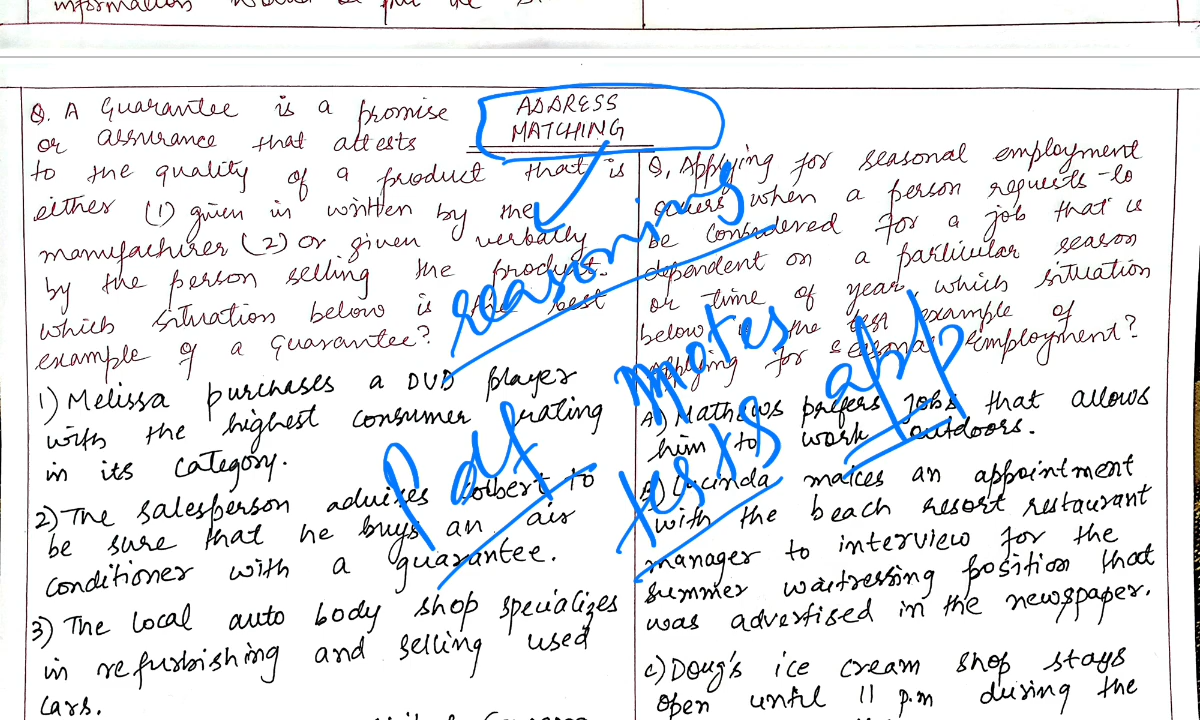 information
Q. A Guarantee is a promise
or assurance that attests
to the quality of a product that is
either (1) given in written by the
manufacturer (2) or given verbally
by the person selling the product.
which situation below is the best
example of a Guarantee?
1) Melissa purchases a DVD player
with the highest consumer rating
in its category.
2) The salesperson advises Colbert to
be sure that he buys an air
conditioner with a guarantee.
3) The local auto body shop specializes
in refurbishing and selling used
cars.
ADDRESS
MATCHING
Q, Applying for seasonal employment
occurs when a person requests to
be considered for a job that is
dependent on a particular season
or time of year, which situation
below is the best example of
applying for seasonal employment?
A) Mathews prefers jobs that allows
him to work outdoors.
B) Lucinda makes an appointment
with the beach resort restaurant
manager to interview for the
summer waitressing position that
was advertised in the newspaper.
c) Doug's ice cream shop stays
open until 11 p.m during the
reasoning
Pdf notes
tests app